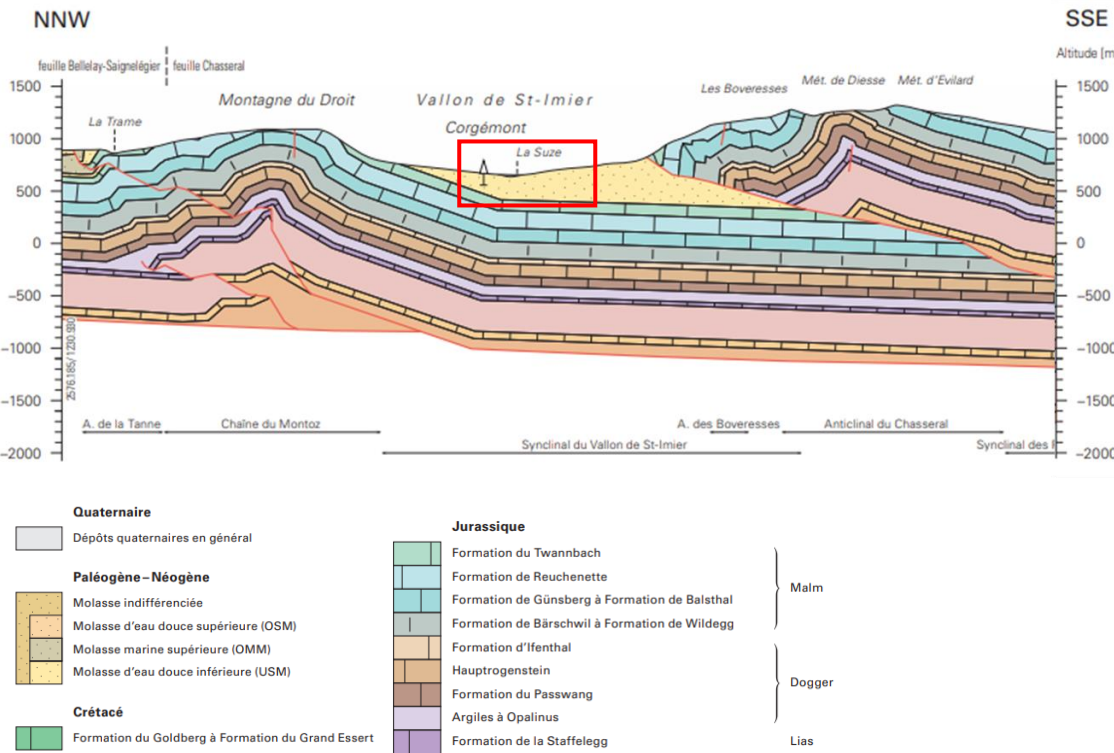 NNW
SSE
feuille Bellelay-Saignelégier
feuille Chasseral
Altitude [m
1500
1000
500
0
−500
−1000
−1500
−2000
La Trame
Montagne du Droit
Vallon de St-Imier
Corgémont
La Suze
Les Boveresses
Mét. de Diesse
Mét. d'Evilard
1500
1000
500
0
−500
−1000
−1500
−2000
2576.185/1230.930
A. de la Tanne
Chaîne du Montoz
A. des Boveresses
Anticlinal du Chasseral
Synclinal du Vallon de St-Imier
Synclinal des
Quaternaire
Dépôts quaternaires en général
Paléogène–Néogène
Molasse indifférenciée
Molasse d'eau douce supérieure (OSM)
Molasse marine supérieure (OMM)
Molasse d'eau douce inférieure (USM)
Crétacé
Formation du Goldberg à Formation du Grand Essert
Jurassique
Formation du Twannbach
Formation de Reuchenette
Formation de Günsberg à Formation de Balsthal
Formation de Bärschwil à Formation de Wildegg
Malm
Formation d'Ifenthal
Hauptrogenstein
Formation du Passwang
Argiles à Opalinus
Dogger
Formation de la Staffelegg
Lias